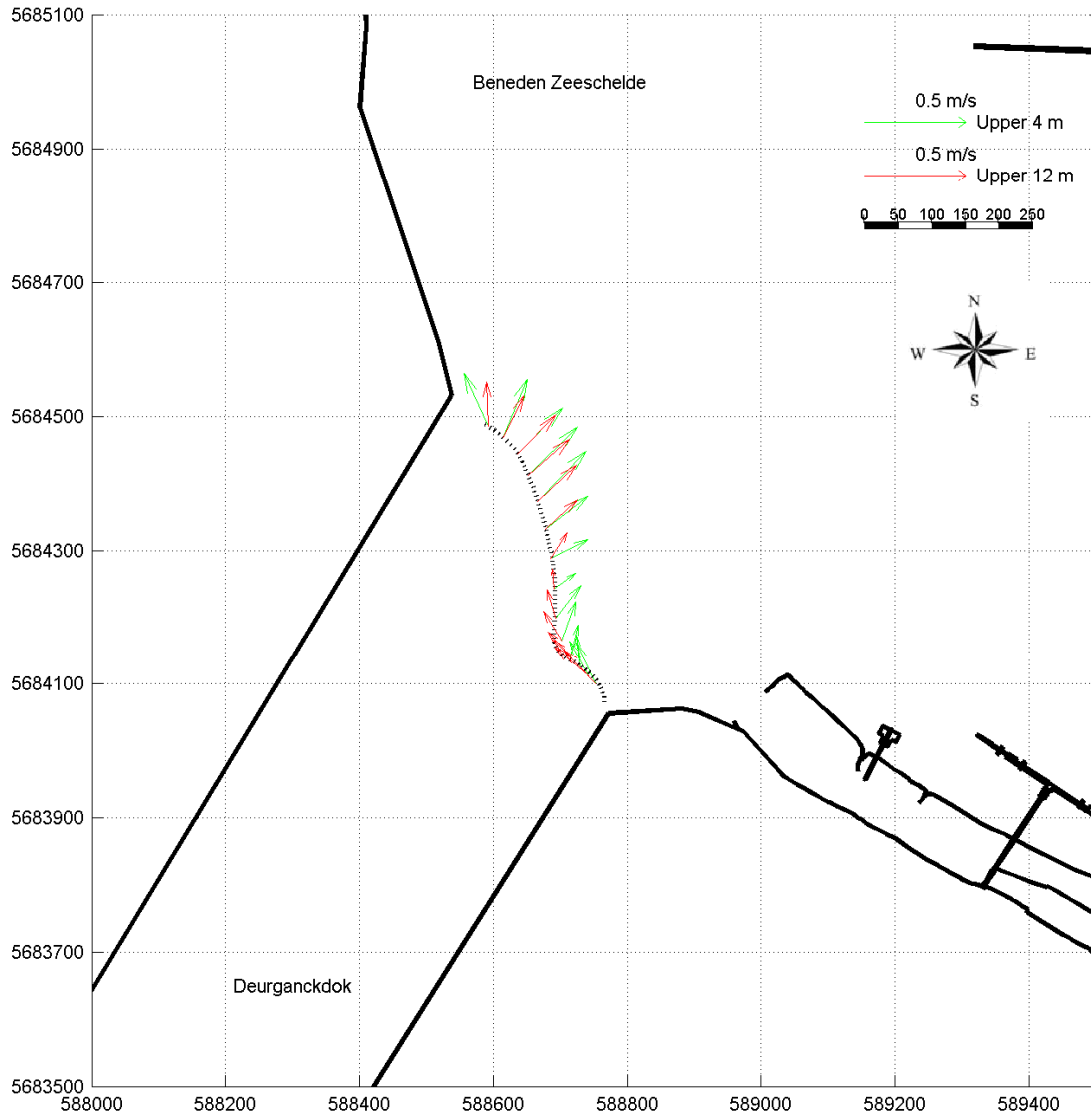 5685100
Beneden Zeeschelde
0.5 m/s
Upper 4 m
5684900
0.5 m/s
Upper 12 m
0 50 100 150 200 250
5684700
N
W E
S
5684500
5684300
5684100
5683900
5683700
Deurganckdok
5683500
588000 588200 588400 588600 588800 589000 589200 589400